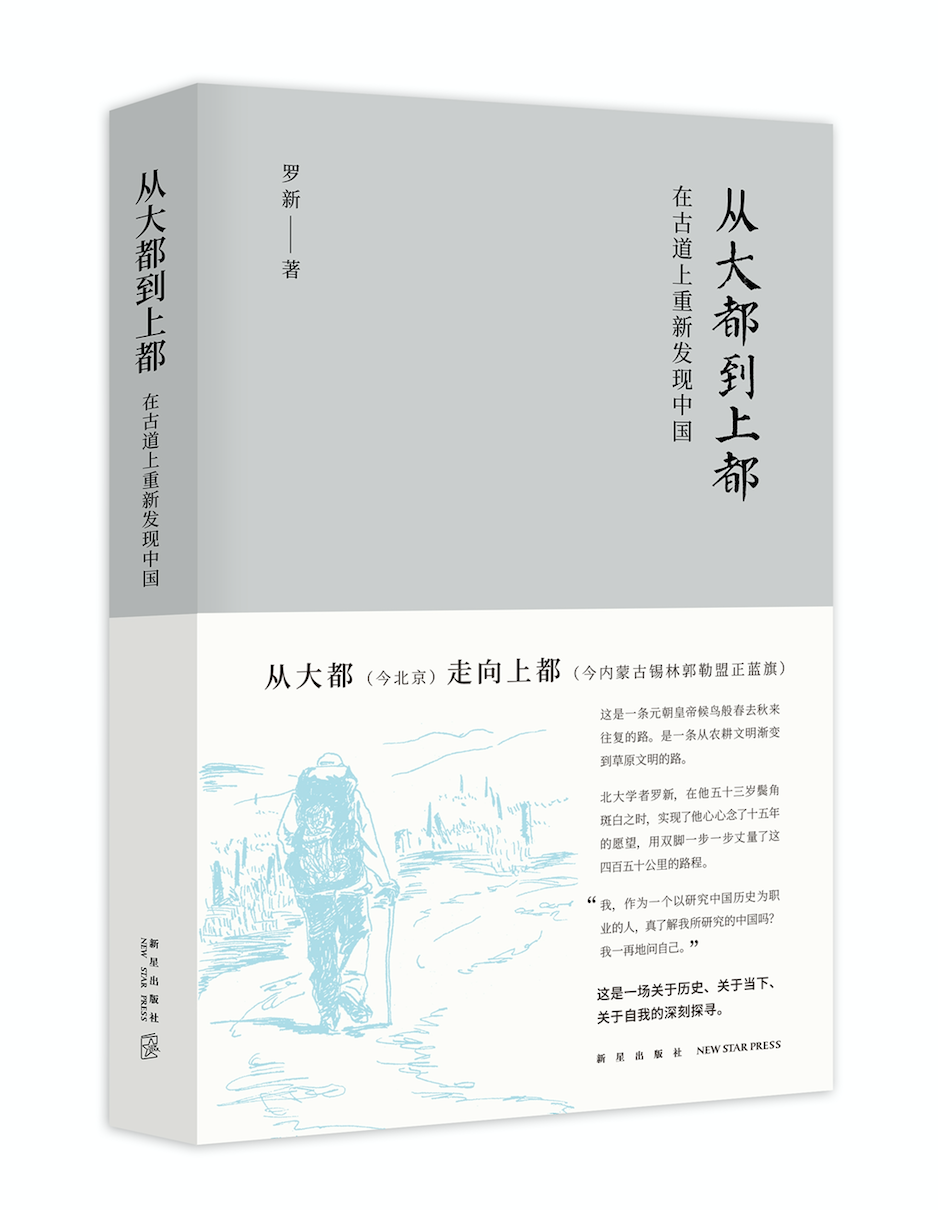 从大都到上都
在古道上重新发现中国
新星出版社
NEW STAR PRESS
罗新——著
从大都到上都
在古道上重新发现中国
从大都（今北京）走向上都（今内蒙古锡林郭勒盟正蓝旗）
这是一条元朝皇帝候鸟般春去秋来
往复的路。是一条从农耕文明渐变
到草原文明的路。
北大学者罗新，在他五十三岁鬓角
斑白之时，实现了他心心念了十五年
的愿望，用双脚一步一步丈量了这
四百五十公里的路程。
“我，作为一个以研究中国历史为职
业的人，真了解我所研究的中国吗？
我一再地问自己。”
这是一场关于历史、关于当下、
关于自我的深刻探寻。
新星出版社 NEW STAR PRESS